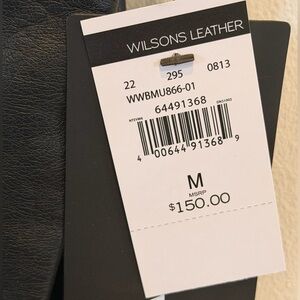 WILSONS LEATHER
22 295 0813
WWBMU866-01
64491368
4 00644 91368 9
M
MSRP
$150.00